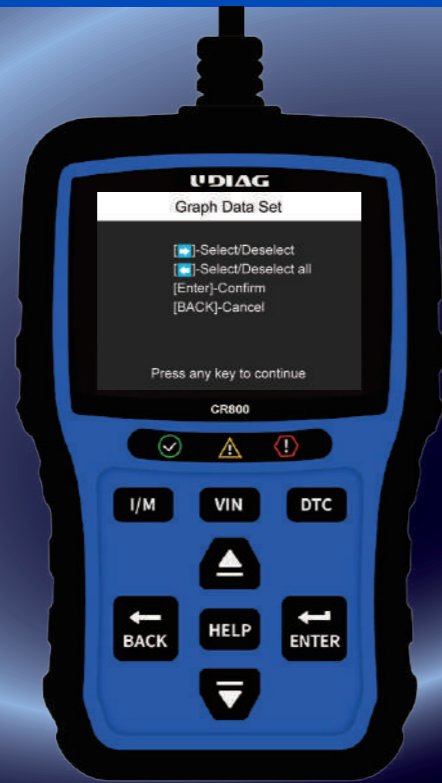 UDIAG
Graph Data Set
[➡]-Select/Deselect
[⬅]-Select/Deselect all
[Enter]-Confirm
[BACK]-Cancel
Press any key to continue
CR800
I/M VIN DTC
BACK HELP ENTER